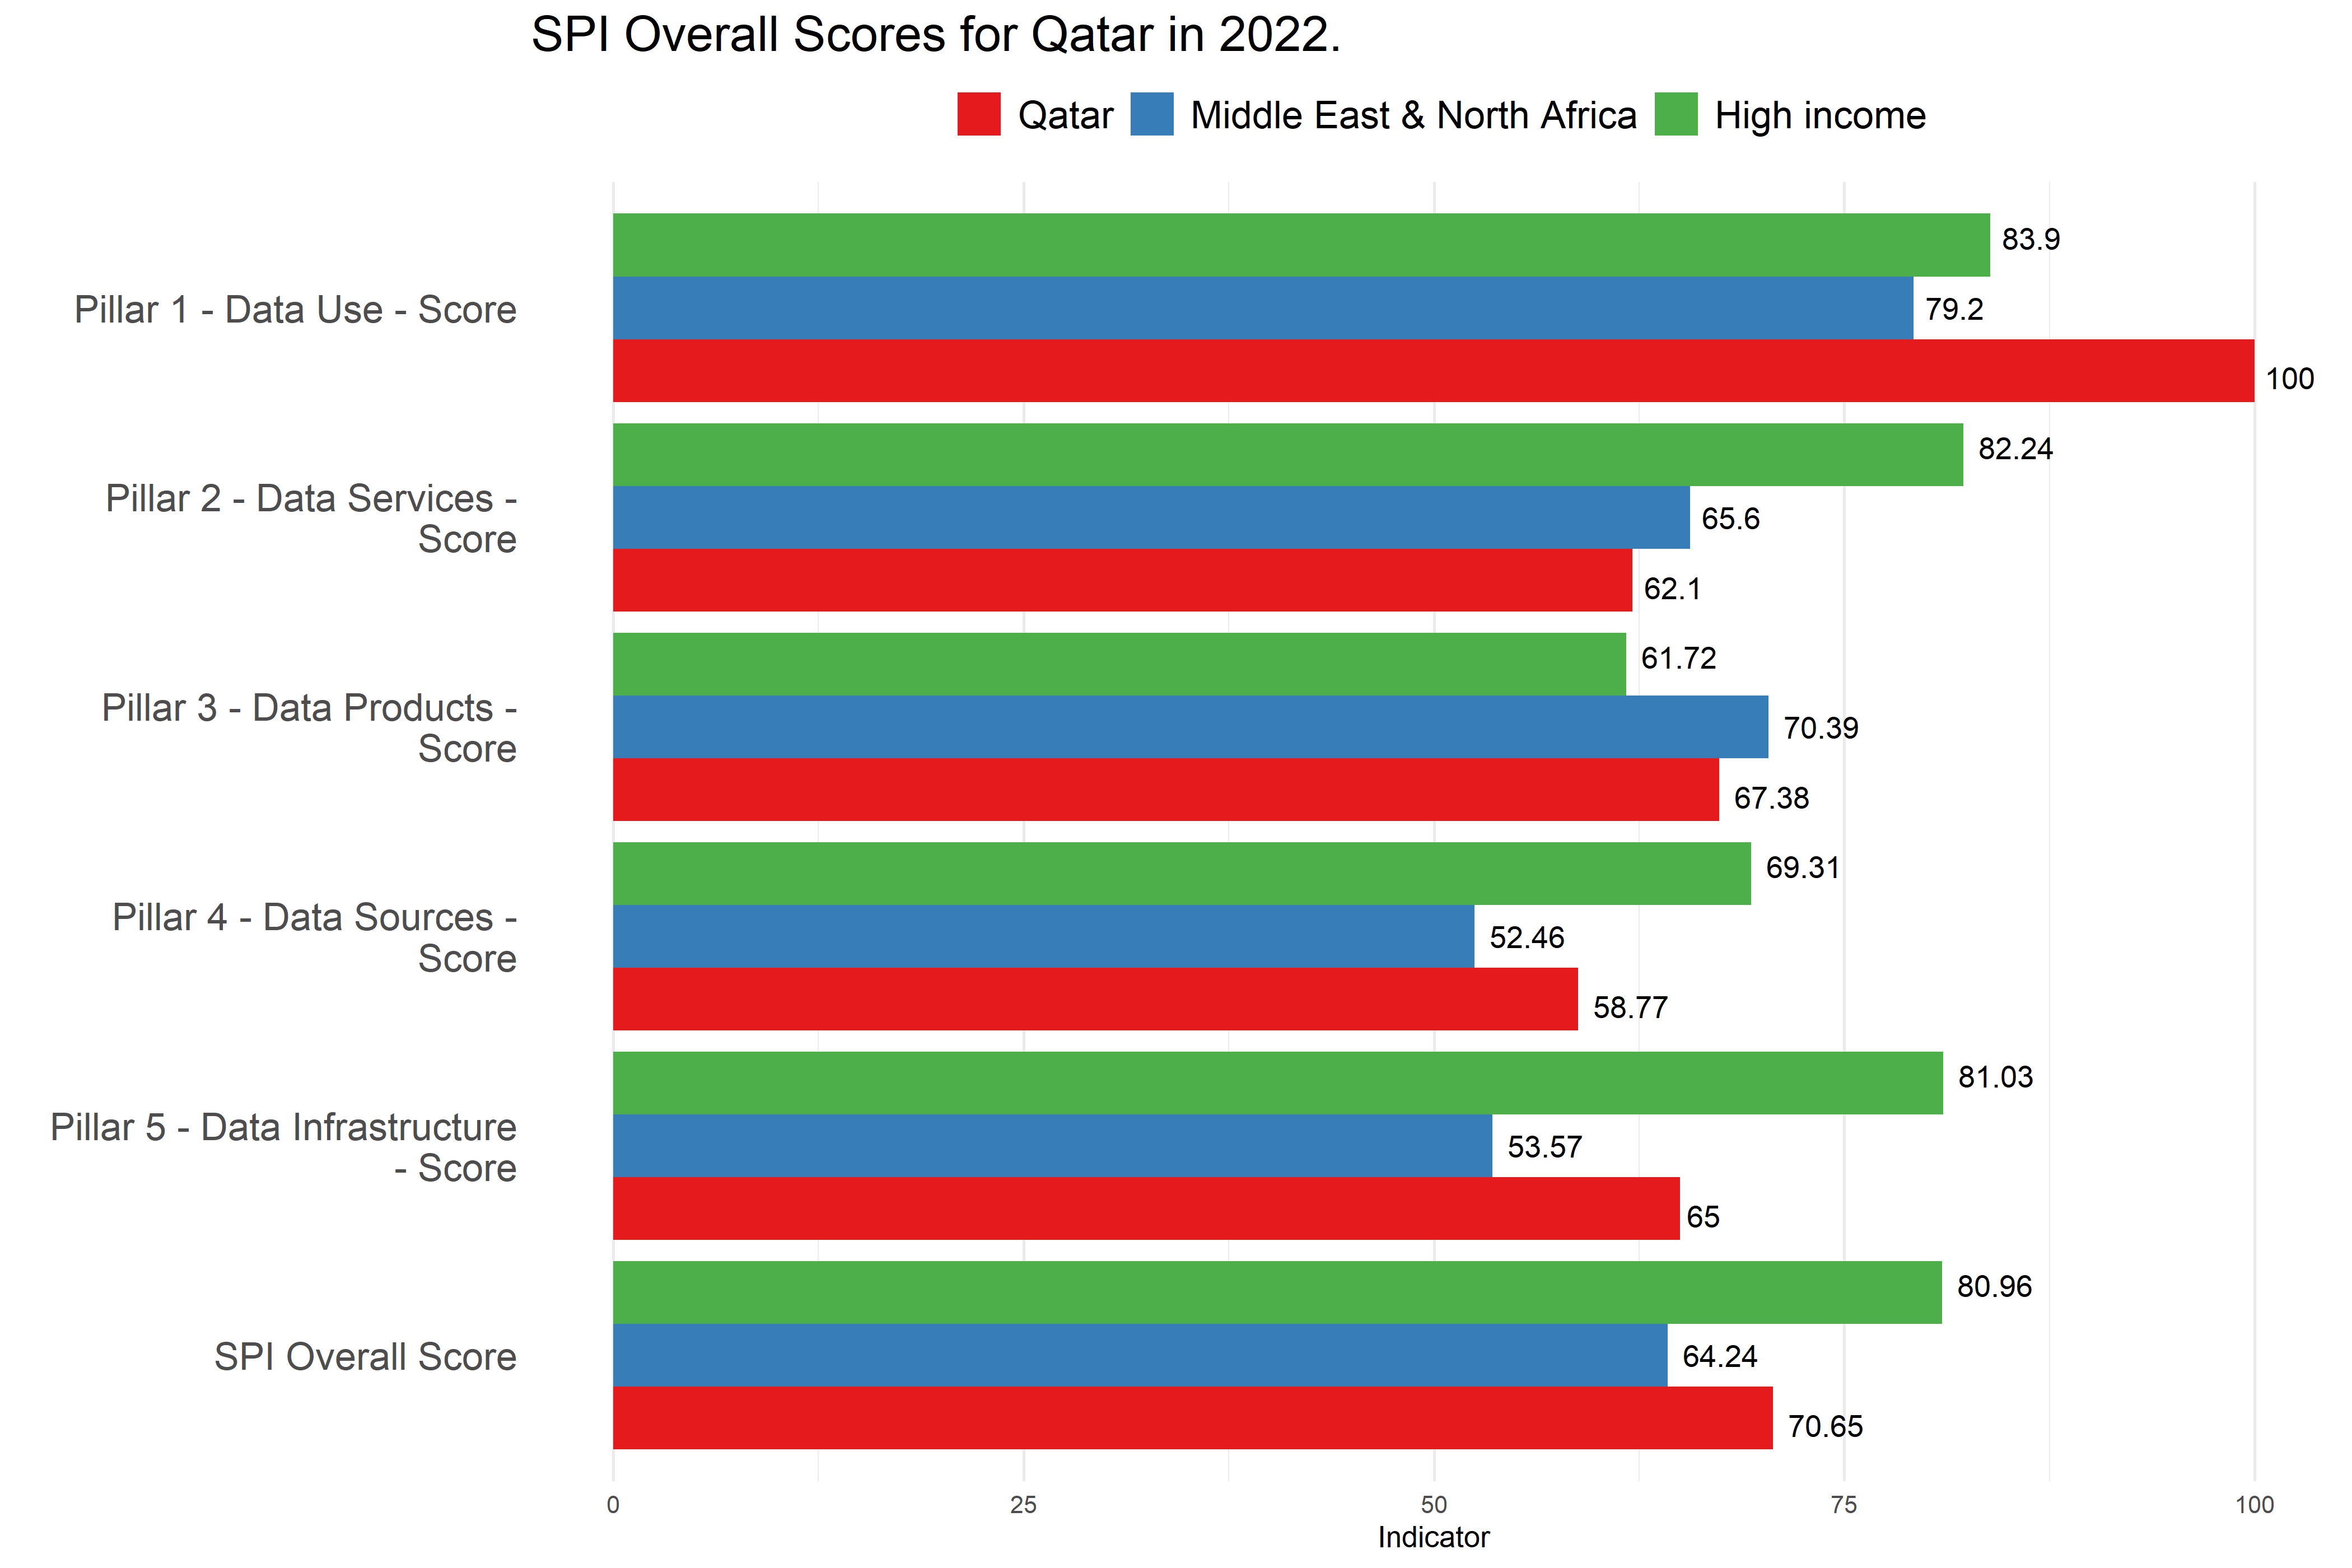 SPI Overall Scores for Qatar in 2022.
Qatar Middle East & North Africa High income
Pillar 1 - Data Use - Score
83.9
79.2
100
Pillar 2 - Data Services -
Score
82.24
65.6
62.1
Pillar 3 - Data Products -
Score
61.72
70.39
67.38
Pillar 4 - Data Sources -
Score
69.31
52.46
58.77
Pillar 5 - Data Infrastructure
- Score
81.03
53.57
65
SPI Overall Score
80.96
64.24
70.65
0 25 50 75 100
Indicator